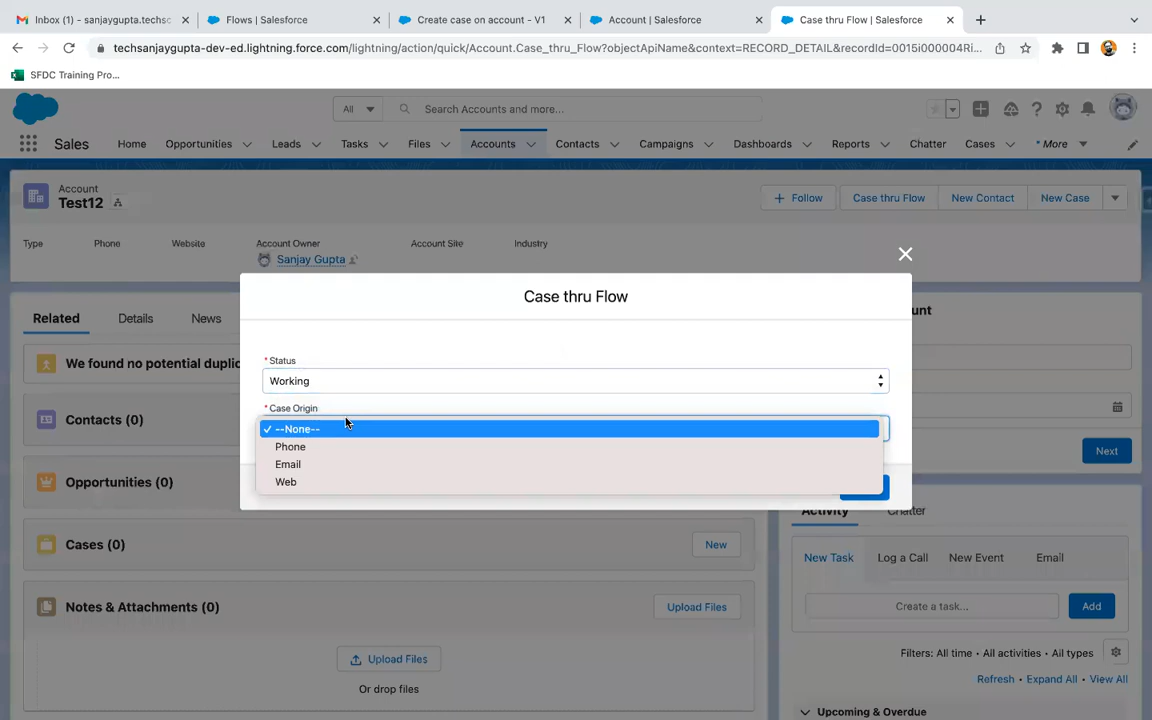 Inbox (1) - sanjaygupta.techsc
Flows | Salesforce
Create case on account - V1
Account | Salesforce
Case thru Flow | Salesforce
techsanjaygupta-dev-ed.lightning.force.com/lightning/action/quick/Account.Case_thru_Flow?objectApiName&context=RECORD_DETAIL&recordId=0015i000004Ri...
SFDC Training Pro...
All
Search Accounts and more...
Sales
Home
Opportunities
Leads
Tasks
Files
Accounts
Contacts
Campaigns
Dashboards
Reports
Chatter
Cases
* More
Account
Test12
+ Follow
Case thru Flow
New Contact
New Case
Type
Phone
Website
Account Owner
Account Site
Industry
Sanjay Gupta
Case thru Flow
Related
Details
News
ount
We found no potential duplic
* Status
Working
* Case Origin
✓ --None--
Phone
Email
Web
Contacts (0)
Next
Opportunities (0)
Activity
Chatter
Cases (0)
New
New Task
Log a Call
New Event
Email
Create a task...
Add
Notes & Attachments (0)
Upload Files
Upload Files
Or drop files
Filters: All time • All activities • All types
Refresh • Expand All • View All
Upcoming & Overdue